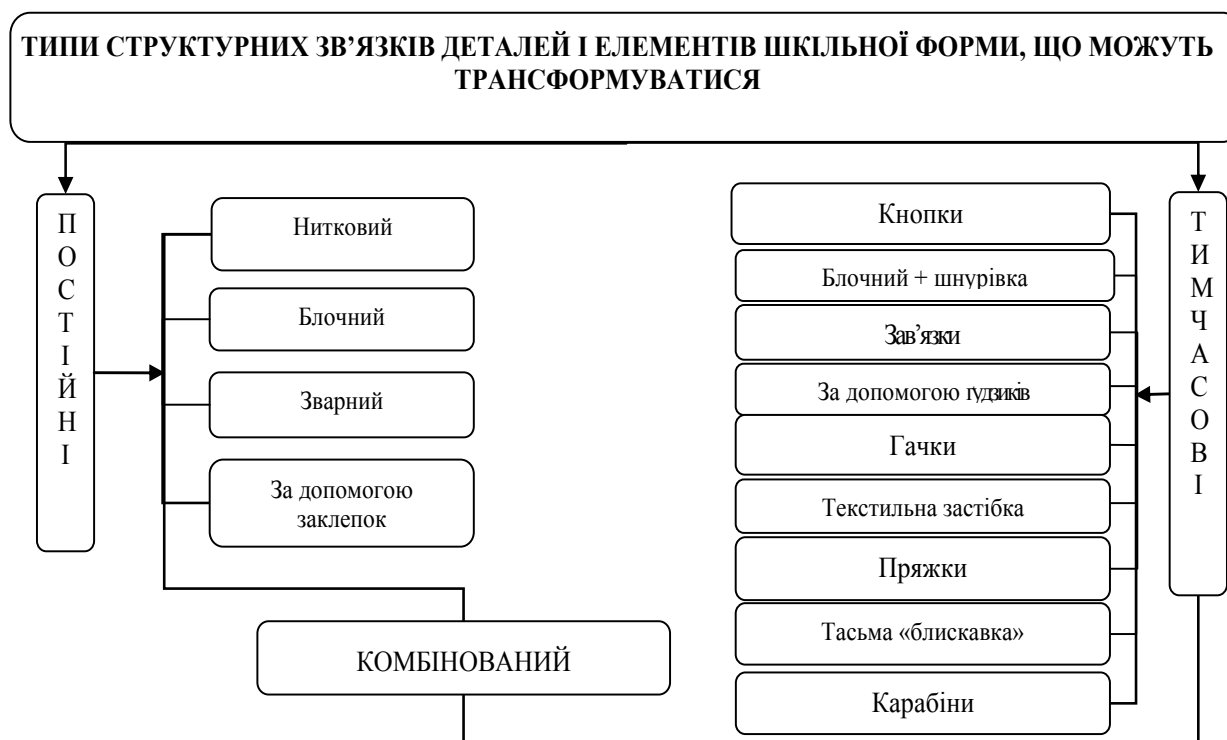 ТИПИ СТРУКТУРНИХ ЗВ’ЯЗКІВ ДЕТАЛЕЙ І ЕЛЕМЕНТІВ ШКІЛЬНОЇ ФОРМИ, ЩО МОЖУТЬ
ТРАНСФОРМУВАТИСЯ
ПОСТІЙНІ
Нитковий
Блочний
Зварний
За допомогою
заклепок
КОМБІНОВАНИЙ
Кнопки
Блочний + шнурівка
Зав’язки
За допомогою ґудзиків
Гачки
Текстильна застібка
Пряжки
Тасьма «блискавка»
Карабіни
ТИМЧАСОВІ